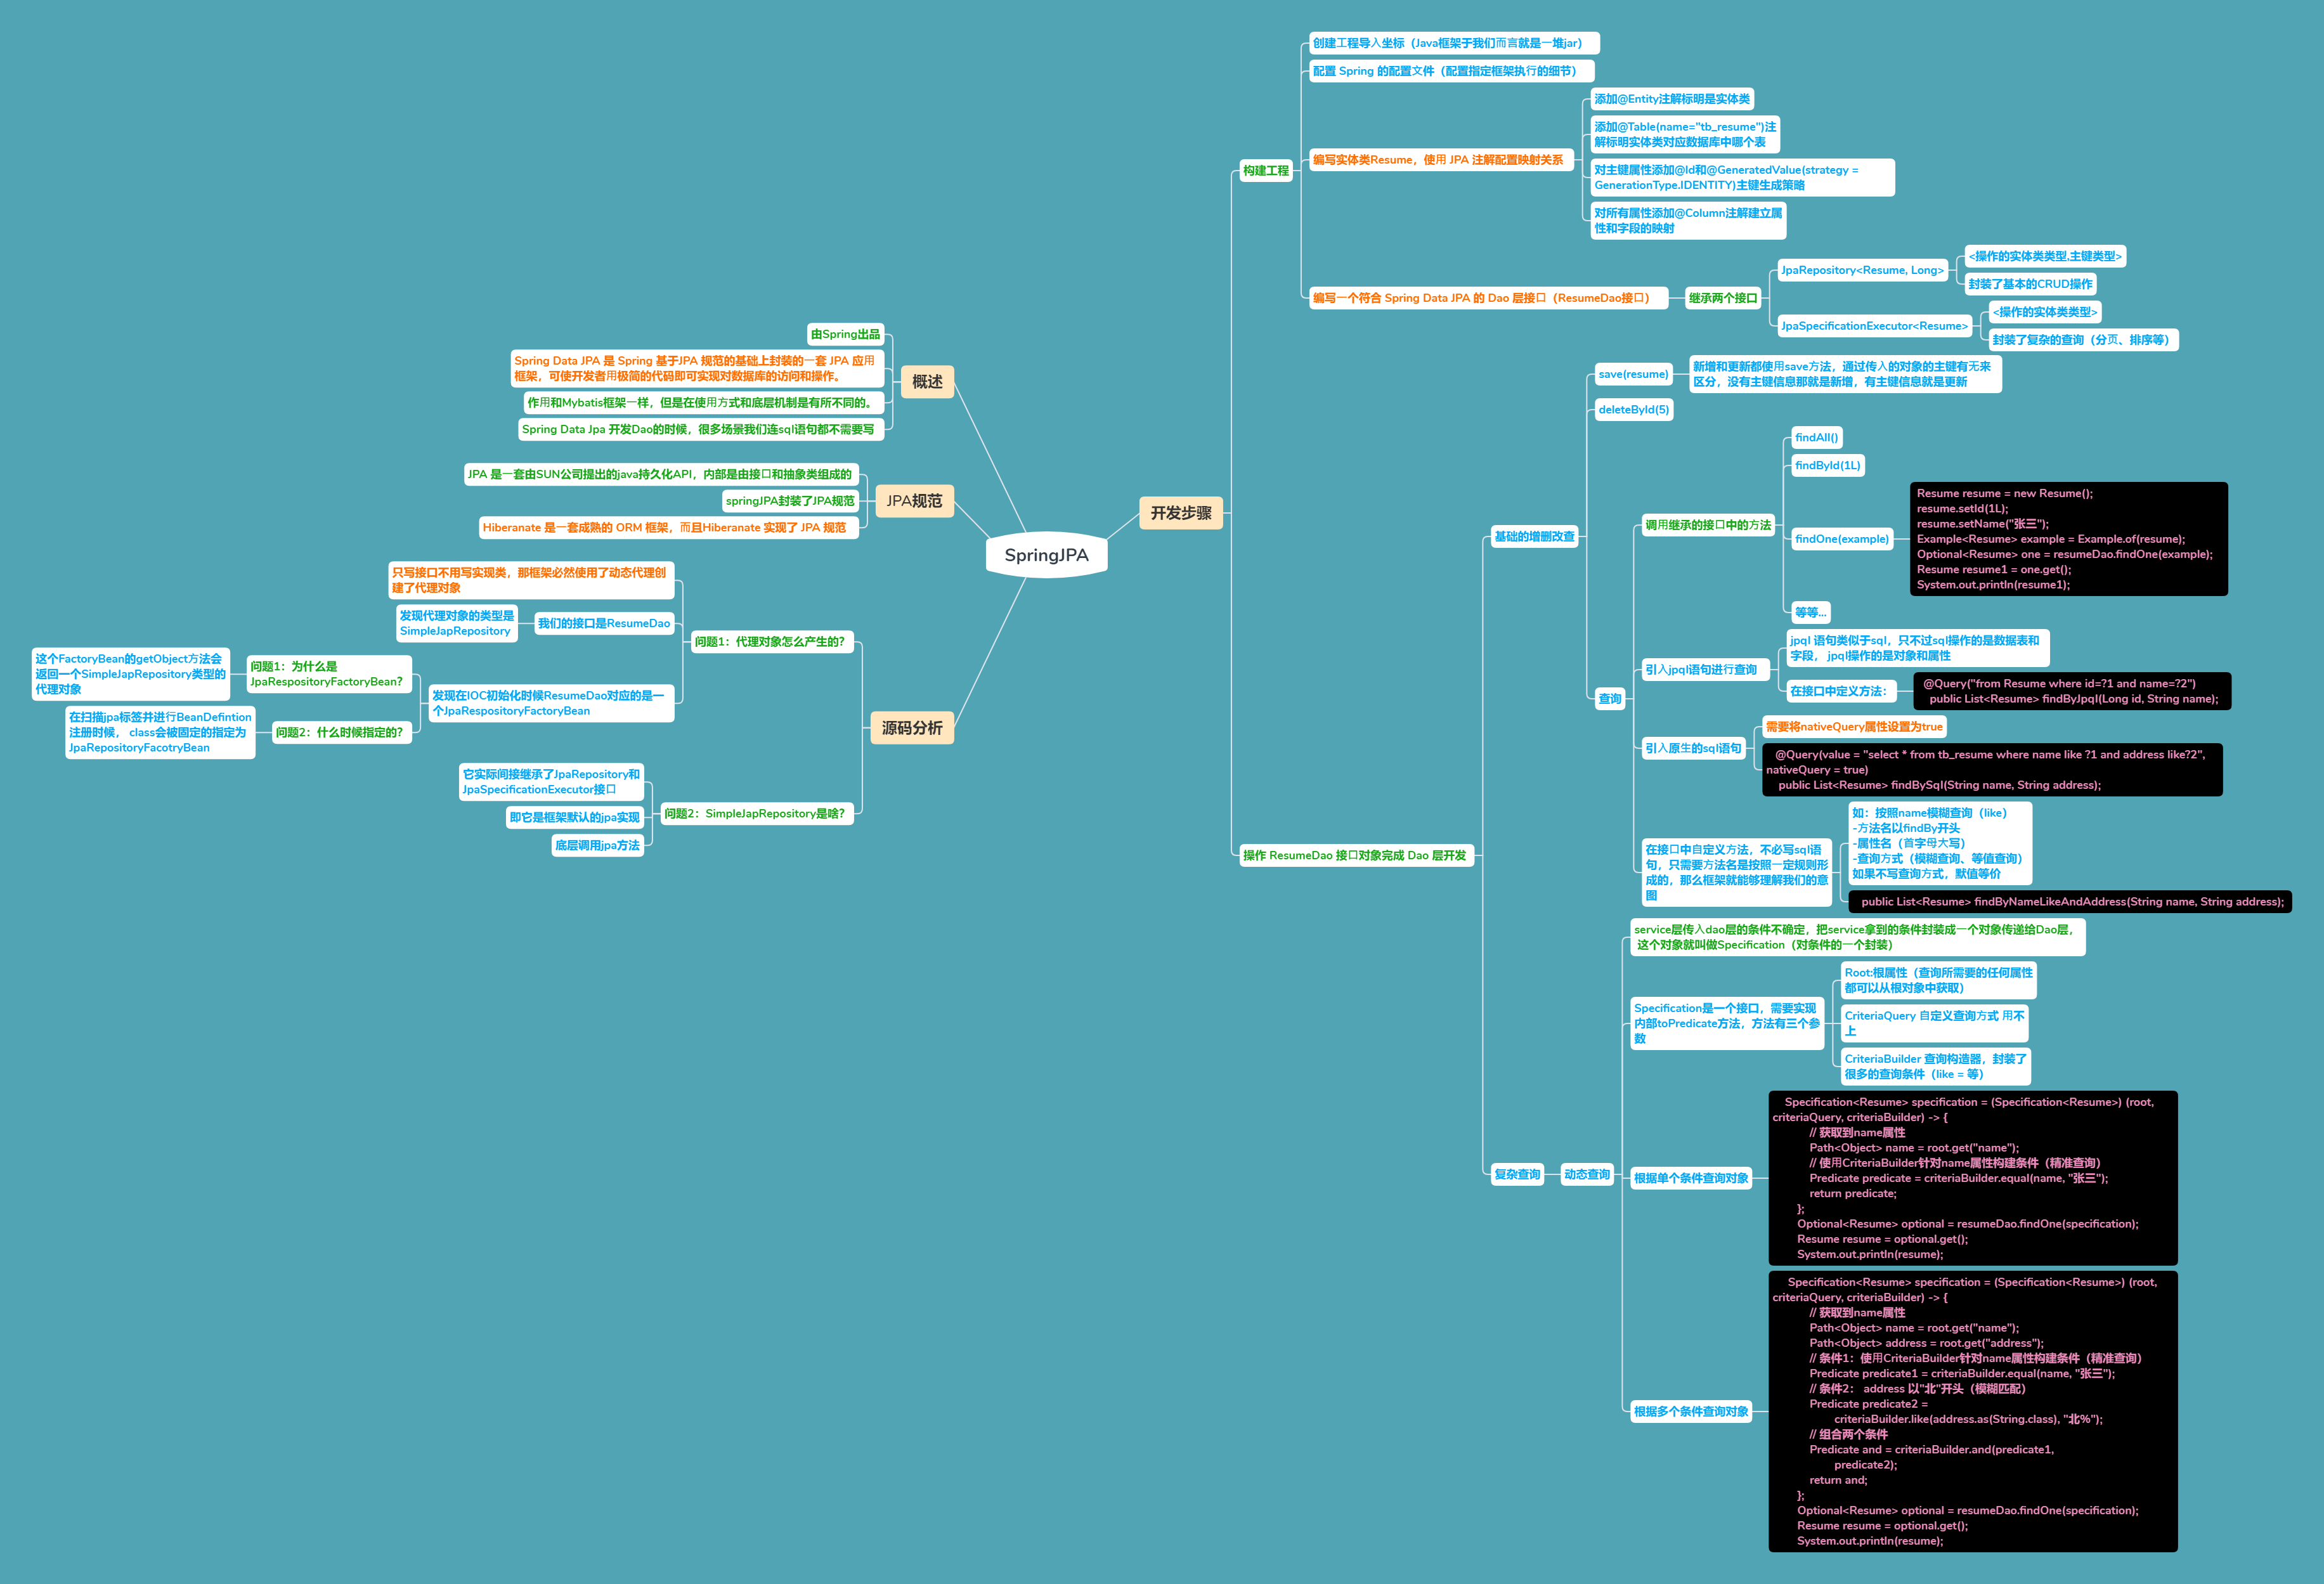 SpringJPA
概述
由Spring出品
Spring Data JPA 是 Spring 基于JPA 规范的基础上封装的一套 JPA 应用
框架，可使开发者用极简的代码即可实现对数据库的访问和操作。
作用和Mybatis框架一样，但是在使用方式和底层机制是有所不同的。
Spring Data Jpa 开发Dao的时候，很多场景我们连sql语句都不需要写
JPA规范
JPA 是一套由SUN公司提出的java持久化API，内部是由接口和抽象类组成的
springJPA封装了JPA规范
Hiberanate 是一套成熟的 ORM 框架，而且Hiberanate 实现了 JPA 规范
源码分析
问题1：代理对象怎么产生的？
只写接口不用写实现类，那框架必然使用了动态代理创
建了代理对象
我们的接口是ResumeDao
发现代理对象的类型是
SimpleJapRepository
发现在IOC初始化时候ResumeDao对应的是一
个JpaRespositoryFactoryBean
问题1：为什么是
JpaRespositoryFactoryBean？
这个FactoryBean的getObject方法会
返回一个SimpleJapRepository类型的
代理对象
问题2：什么时候指定的？
在扫描jpa标签并进行BeanDefintion
注册时候， class会被固定的指定为
JpaRepositoryFacotryBean
问题2：SimpleJapRepository是啥？
它实际间接继承了JpaRepository和
JpaSpecificationExecutor接口
即它是框架默认的jpa实现
底层调用jpa方法
开发步骤
构建工程
创建工程导入坐标（Java框架于我们而言就是一堆jar）
配置 Spring 的配置文件（配置指定框架执行的细节）
编写实体类Resume，使用 JPA 注解配置映射关系
添加@Entity注解标明是实体类
添加@Table(name="tb_resume")注
解标明实体类对应数据库中哪个表
对主键属性添加@Id和@GeneratedValue(strategy =
GenerationType.IDENTITY)主键生成策略
对所有属性添加@Column注解建立属
性和字段的映射
编写一个符合 Spring Data JPA 的 Dao 层接口（ResumeDao接口）
继承两个接口
JpaRepository<Resume, Long>
<操作的实体类类型,主键类型>
封装了基本的CRUD操作
JpaSpecificationExecutor<Resume>
<操作的实体类类型>
封装了复杂的查询（分页、排序等）
操作 ResumeDao 接口对象完成 Dao 层开发
基础的增删改查
save(resume)
新增和更新都使用save方法，通过传入的对象的主键有无来
区分，没有主键信息那就是新增，有主键信息就是更新
deleteById(5)
查询
调用继承的接口中的方法
findAll()
findById(1L)
findOne(example)
Resume resume = new Resume();
resume.setId(1L);
resume.setName("张三");
Example<Resume> example = Example.of(resume);
Optional<Resume> one = resumeDao.findOne(example);
Resume resume1 = one.get();
System.out.println(resume1);
等等...
引入jpql语句进行查询
jpql 语句类似于sql，只不过sql操作的是数据表和
字段， jpql操作的是对象和属性
在接口中定义方法：
@Query("from Resume where id=?1 and name=?2")
public List<Resume> findByJpql(Long id, String name);
引入原生的sql语句
需要将nativeQuery属性设置为true
@Query(value = "select * from tb_resume where name like ?1 and address like?2",
nativeQuery = true)
public List<Resume> findBySql(String name, String address);
在接口中自定义方法，不必写sql语
句，只需要方法名是按照一定规则形
成的，那么框架就能够理解我们的意
图
如：按照name模糊查询（like）
-方法名以findBy开头
-属性名（首字母大写）
-查询方式（模糊查询、等值查询）
如果不写查询方式，默值等价
public List<Resume> findByNameLikeAndAddress(String name, String address);
复杂查询
动态查询
service层传入dao层的条件不确定，把service拿到的条件封装成一个对象传递给Dao层，
这个对象就叫做Specification（对条件的一个封装）
Specification是一个接口，需要实现
内部toPredicate方法，方法有三个参
数
Root:根属性（查询所需要的任何属性
都可以从根对象中获取）
CriteriaQuery 自定义查询方式 用不
上
CriteriaBuilder 查询构造器，封装了
很多的查询条件（like = 等）
根据单个条件查询对象
Specification<Resume> specification = (Specification<Resume>) (root,
criteriaQuery, criteriaBuilder) -> {
// 获取到name属性
Path<Object> name = root.get("name");
// 使用CriteriaBuilder针对name属性构建条件（精准查询）
Predicate predicate = criteriaBuilder.equal(name, "张三");
return predicate;
};
Optional<Resume> optional = resumeDao.findOne(specification);
Resume resume = optional.get();
System.out.println(resume);
根据多个条件查询对象
Specification<Resume> specification = (Specification<Resume>) (root,
criteriaQuery, criteriaBuilder) -> {
// 获取到name属性
Path<Object> name = root.get("name");
Path<Object> address = root.get("address");
// 条件1：使用CriteriaBuilder针对name属性构建条件（精准查询）
Predicate predicate1 = criteriaBuilder.equal(name, "张三");
// 条件2： address 以"北"开头（模糊匹配）
Predicate predicate2 =
criteriaBuilder.like(address.as(String.class), "北%");
// 组合两个条件
Predicate and = criteriaBuilder.and(predicate1,
predicate2);
return and;
};
Optional<Resume> optional = resumeDao.findOne(specification);
Resume resume = optional.get();
System.out.println(resume);